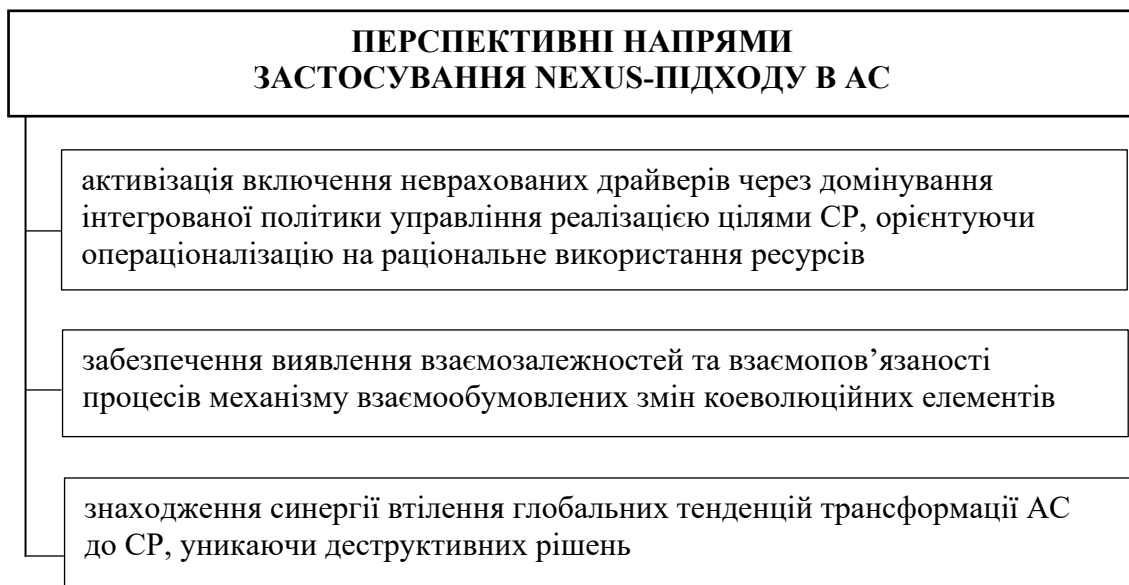 ПЕРСПЕКТИВНІ НАПРЯМИ
ЗАСТОСУВАННЯ NEXUS-ПІДХОДУ В АС
активізація включення неврахованих драйверів через домінування
інтегрованої політики управління реалізацією цілями СР, орієнтуючи
операціоналізацію на раціональне використання ресурсів
забезпечення виявлення взаємозалежностей та взаємопов’язаності
процесів механізму взаємообумовлених змін коеволюційних елементів
знаходження синергії втілення глобальних тенденцій трансформації АС
до СР, уникаючи деструктивних рішень